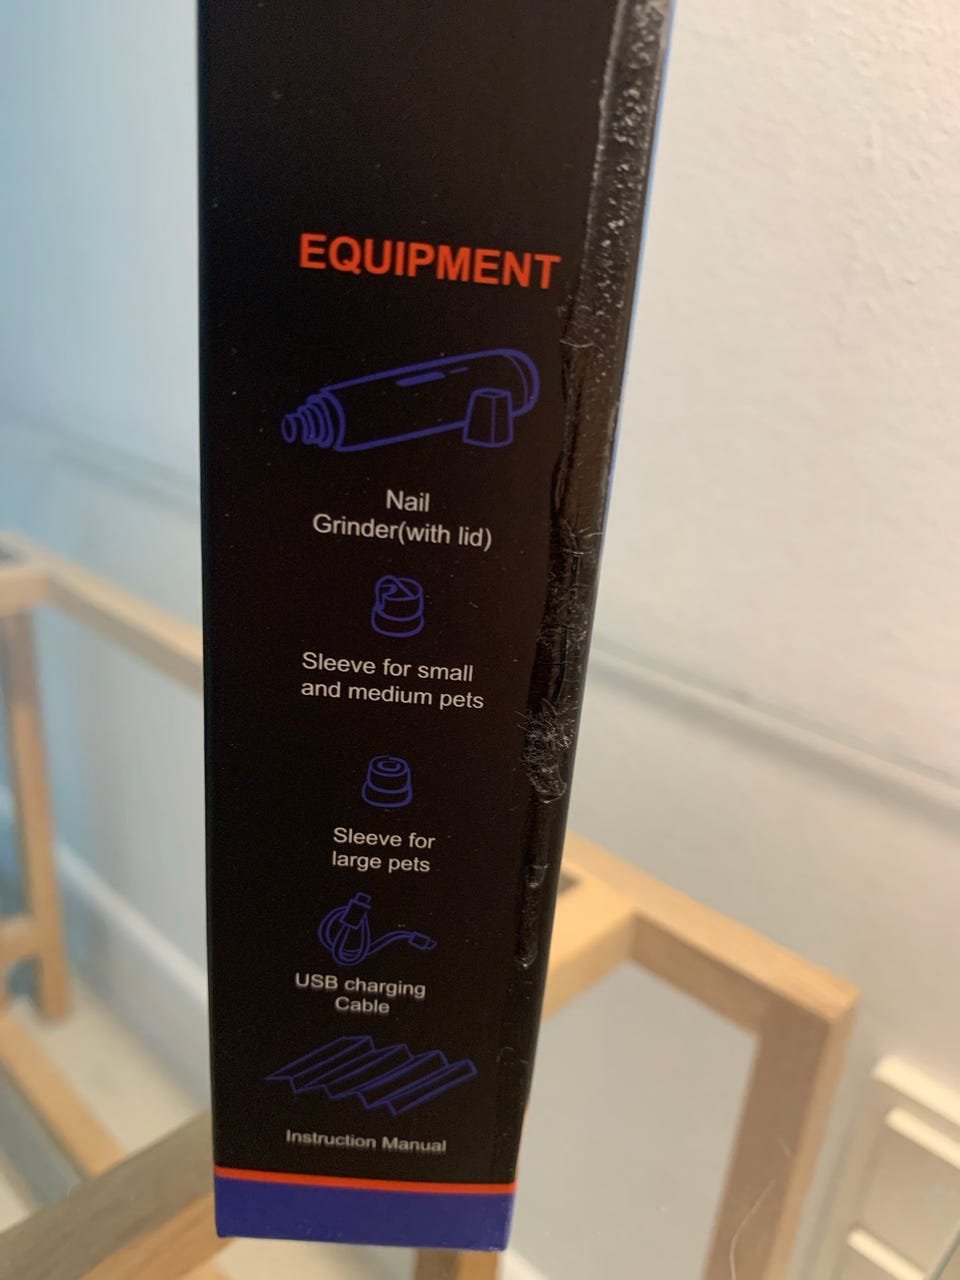 EQUIPMENT
Nail
Grinder(with lid)
Sleeve for small
and medium pets
Sleeve for
large pets
USB charging
Cable
Instruction Manual